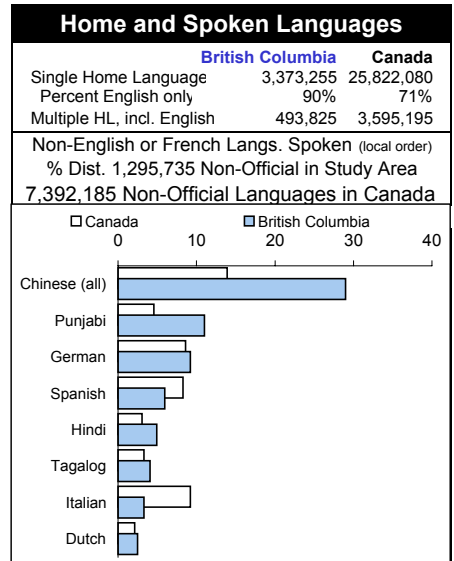 Home and Spoken Languages
British Columbia Canada
Single Home Language 3,373,255 25,822,080
Percent English only 90% 71%
Multiple HL, incl. English 493,825 3,595,195
Non-English or French Langs. Spoken (local order)
% Dist. 1,295,735 Non-Official in Study Area
7,392,185 Non-Official Languages in Canada
Canada British Columbia
0 10 20 30 40
Chinese (all)
Punjabi
German
Spanish
Hindi
Tagalog
Italian
Dutch